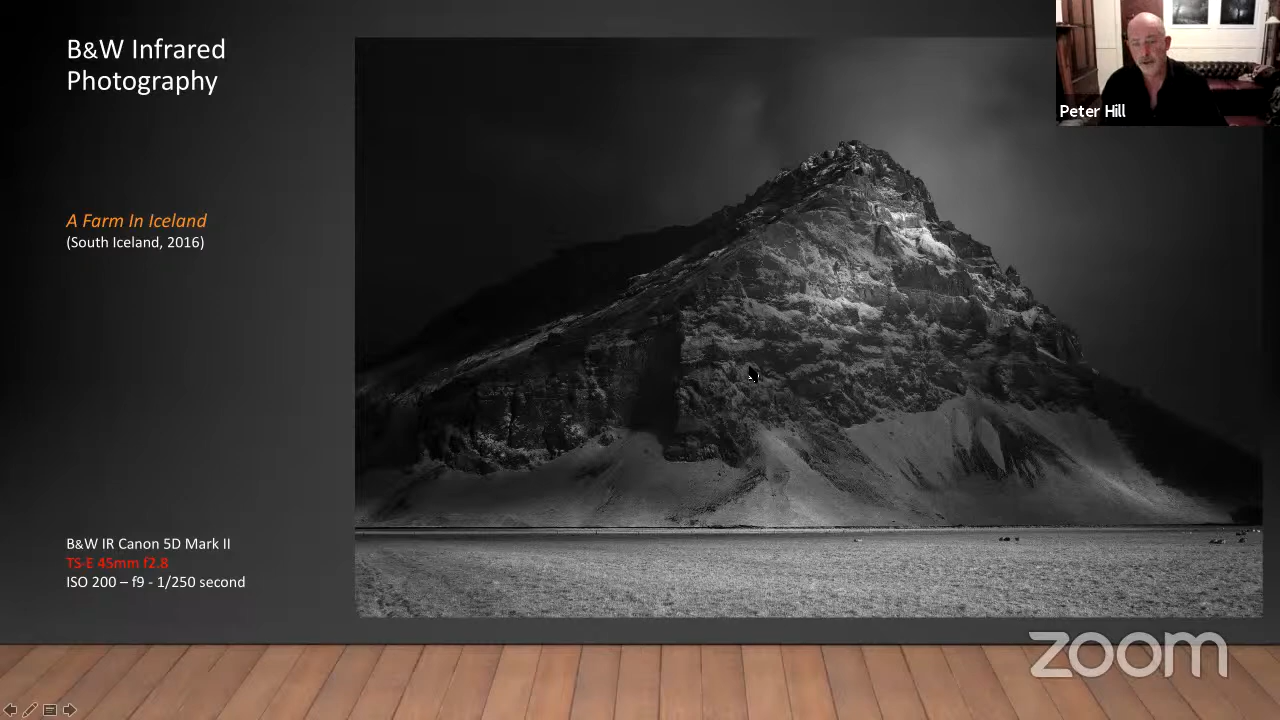 B&W Infrared
Photography
Peter Hill
A Farm In Iceland
(South Iceland, 2016)
B&W IR Canon 5D Mark II
TS-E 45mm f2.8
ISO 200 – f9 - 1/250 second
zoom